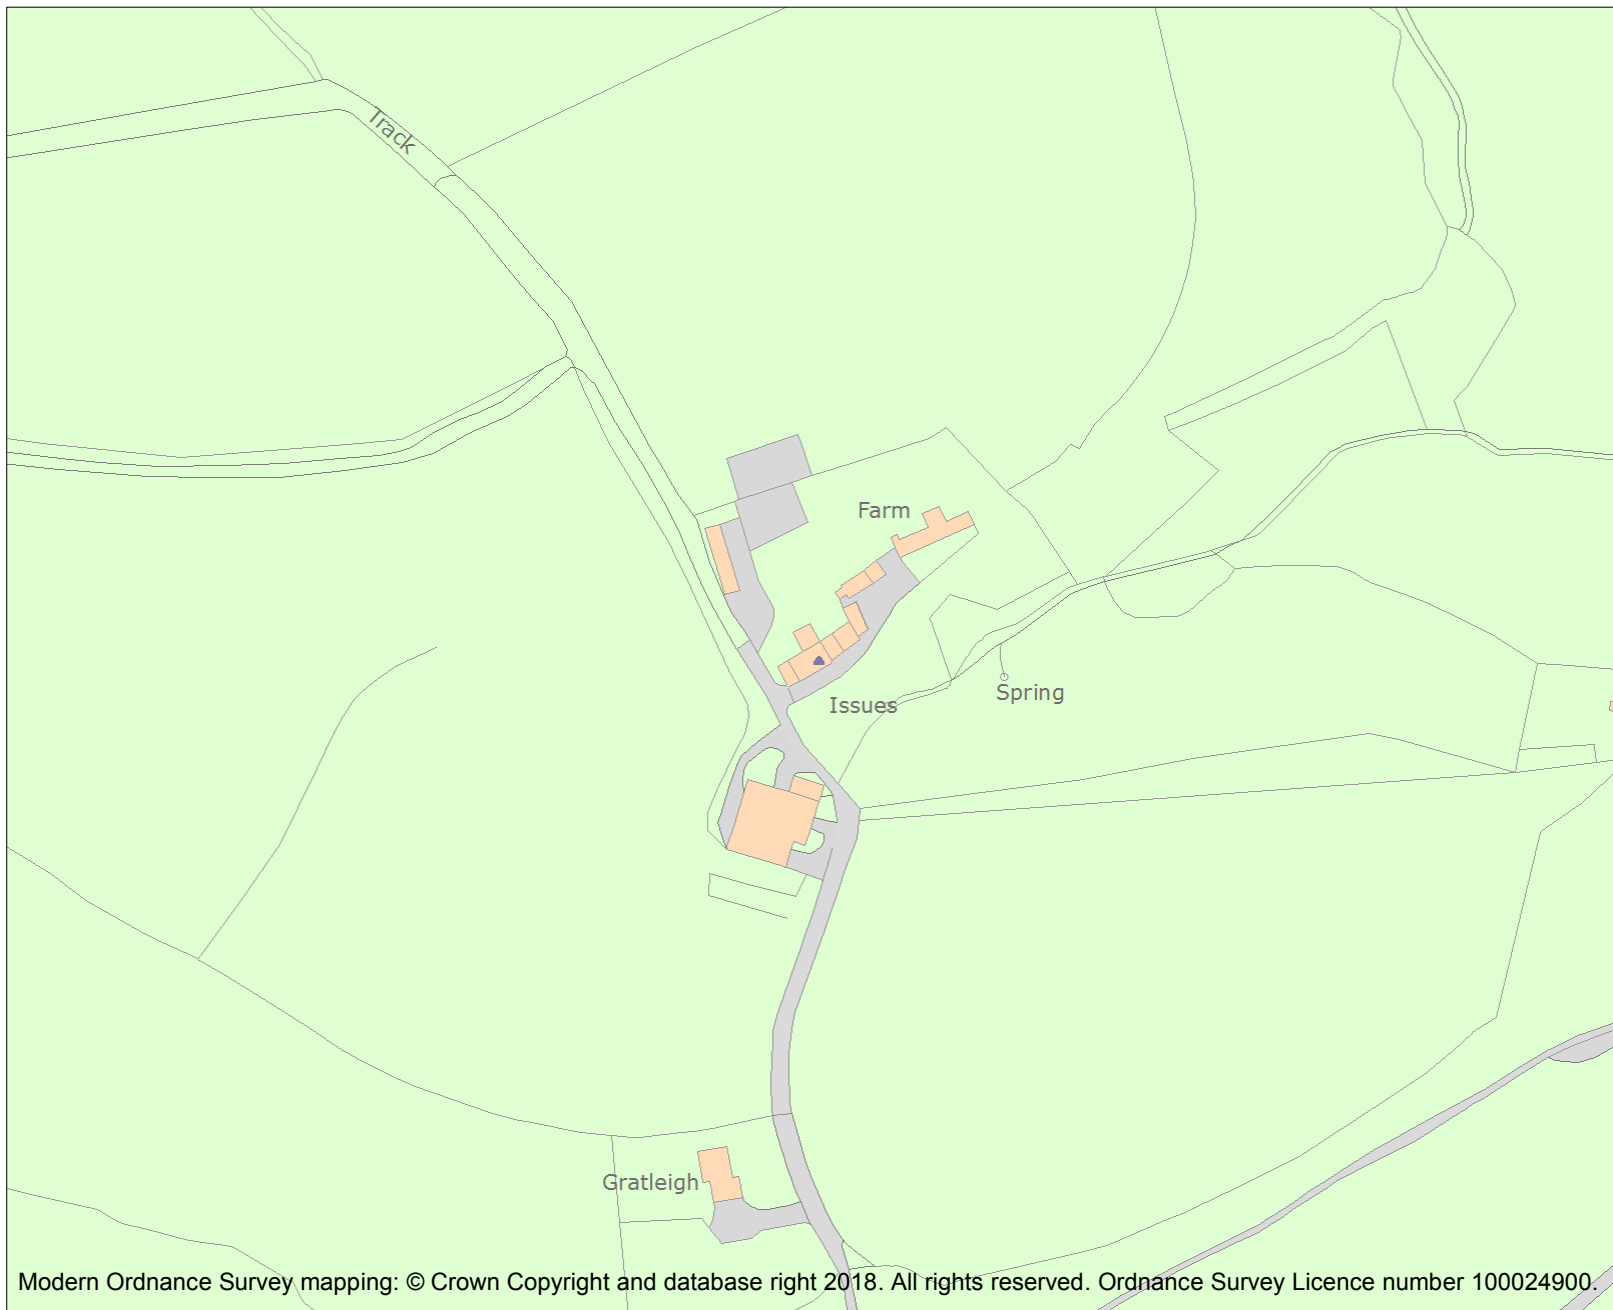 Track
Farm
Spring
Issues
Gratleigh
Modern Ordnance Survey mapping: © Crown Copyright and database right 2018. All rights reserved. Ordnance Survey Licence number 100024900.